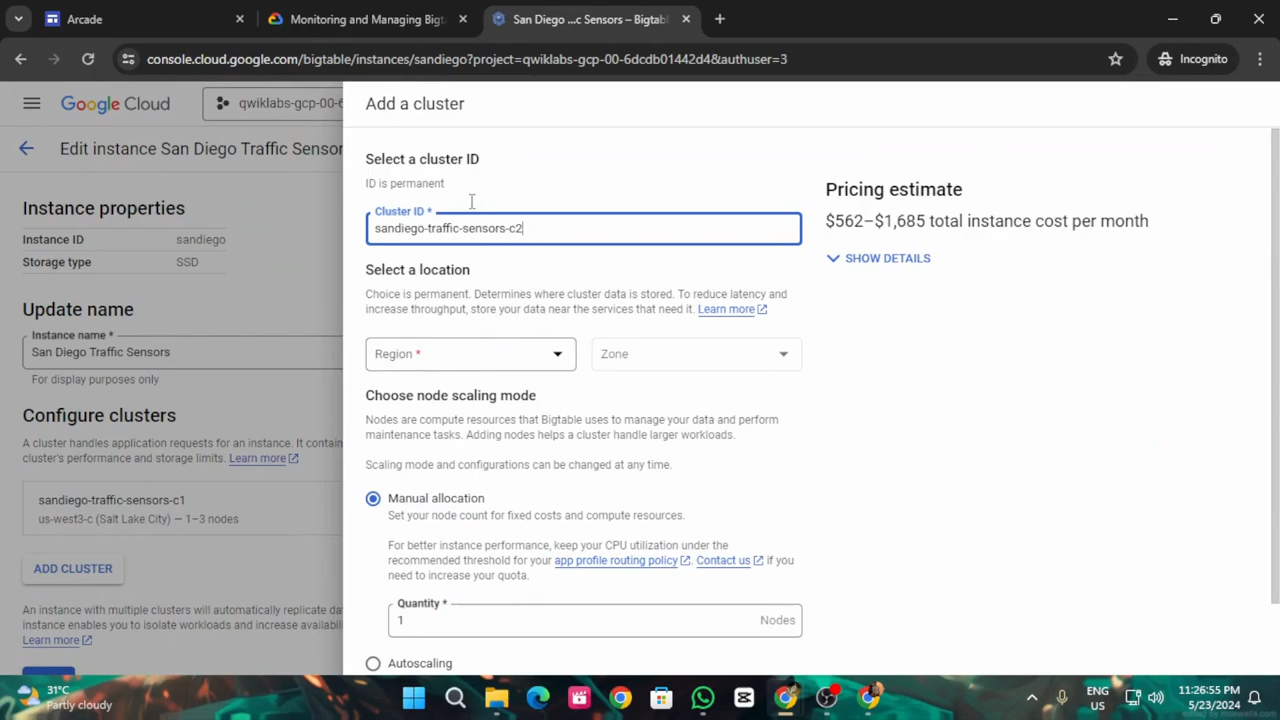 Arcade
Monitoring and Managing Bigta
San Diego ...c Sensors – Bigtable
console.cloud.google.com/bigtable/instances/sandiego?project=qwiklabs-gcp-00-6dcdb01442d4&authuser=3
Incognito
Google Cloud
qwiklabs-gcp-00-6
Edit instance San Diego Traffic Sensor
Instance properties
Instance ID sandiego
Storage type SSD
Update name
Instance name *
San Diego Traffic Sensors
For display purposes only
Configure clusters
A cluster handles application requests for an instance. It contain
cluster's performance and storage limits. Learn more
sandiego-traffic-sensors-c1
us-west3-c (Salt Lake City) — 1–3 nodes
ADD CLUSTER
An instance with multiple clusters will automatically replicate da
instance enables you to isolate workloads and increase availabili
Learn more
Add a cluster
Select a cluster ID
ID is permanent
Cluster ID *
sandiego-traffic-sensors-c2
Select a location
Choice is permanent. Determines where cluster data is stored. To reduce latency and
increase throughput, store your data near the services that need it. Learn more
Region * Zone
Choose node scaling mode
Nodes are compute resources that Bigtable uses to manage your data and perform
maintenance tasks. Adding nodes helps a cluster handle larger workloads.
Scaling mode and configurations can be changed at any time.
Manual allocation
Set your node count for fixed costs and compute resources.
For better instance performance, keep your CPU utilization under the
recommended threshold for your app profile routing policy. Contact us if you
need to increase your quota.
Quantity *
1 Nodes
Autoscaling
Pricing estimate
$562–$1,685 total instance cost per month
SHOW DETAILS
31°C
Partly cloudy
ENG
US
11:26:55 PM
5/23/2024